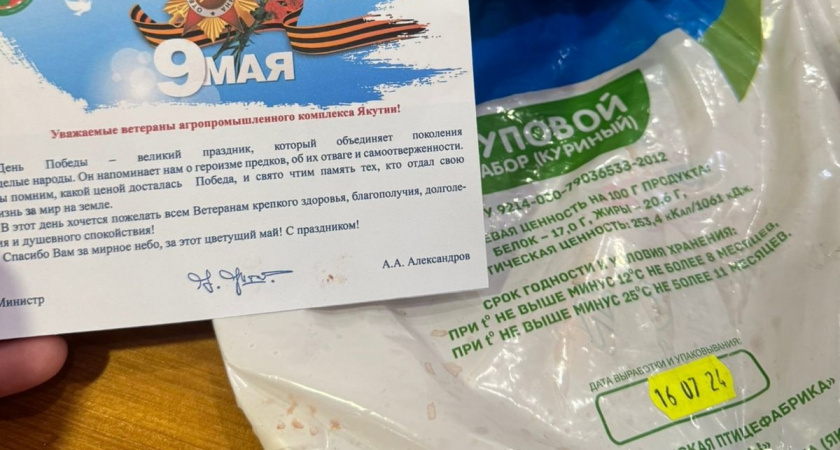 9 МАЯ
Уважаемые ветераны агропромышленного комплекса Якутии!
День Победы – великий праздник, который объединяет поколения
целые народы. Он напоминает нам о героизме предков, об их отваге и самоотверженности.
ы помним, какой ценой досталась Победа, и свято чтим память тех, кто отдал свою
знь за мир на земле.
В этот день хочется пожелать всем Ветеранам крепкого здоровья, благополучия, долголе-
ия и душевного спокойствия!
Спасибо Вам за мирное небо, за этот цветущий май! С праздником!
Министр
А.А. Александров
УПОВОЙ
АБОР (КУРИНЫЙ)
У 9214-030-79036533-2012
ЕВАЯ ЦЕННОСТЬ НА 100 Г ПРОДУКТА:
БЕЛОК – 17,0 Г, ЖИРЫ – 20,6 Г,
ТИЧЕСКАЯ ЦЕННОСТЬ: 253,4 кКал/1061 кДж.
СРОК ГОДНОСТИ И УСЛОВИЯ ХРАНЕНИЯ:
ПРИ t° НЕ ВЫШЕ МИНУС 12°С НЕ БОЛЕЕ 8 МЕСЯЦЕВ,
ПРИ t° НЕ ВЫШЕ МИНУС 25°С НЕ БОЛЕЕ 11 МЕСЯЦЕВ.
ДАТА ВЫРАБОТКИ И УПАКОВЫВАНИЯ:
16 07 24
СКАЯ ПТИЦЕФАБРИКА»